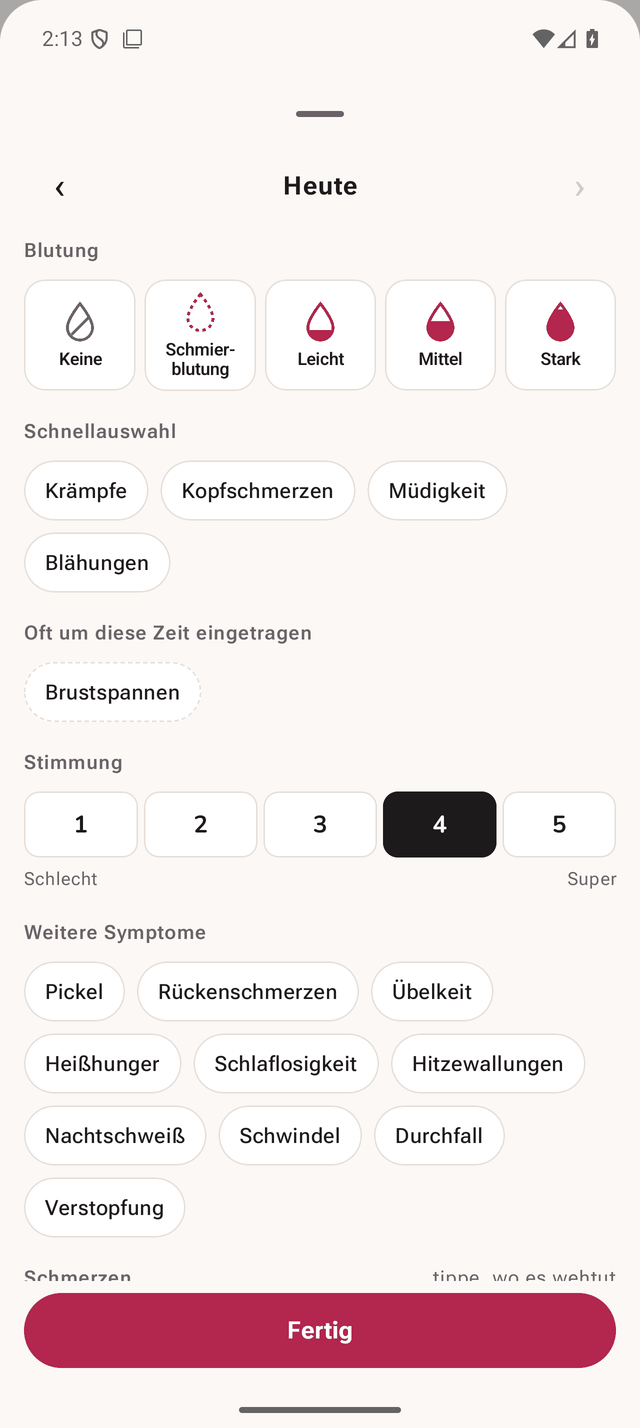 2:13
‹ Heute ›
Blutung
Keine
Schmier-
blutung
Leicht
Mittel
Stark
Schnellauswahl
Krämpfe Kopfschmerzen Müdigkeit
Blähungen
Oft um diese Zeit eingetragen
Brustspannen
Stimmung
1 2 3 4 5
Schlecht Super
Weitere Symptome
Pickel Rückenschmerzen Übelkeit
Heißhunger Schlaflosigkeit Hitzewallungen
Nachtschweiß Schwindel Durchfall
Verstopfung
Schmerzen tippe, wo es wehtut
Fertig